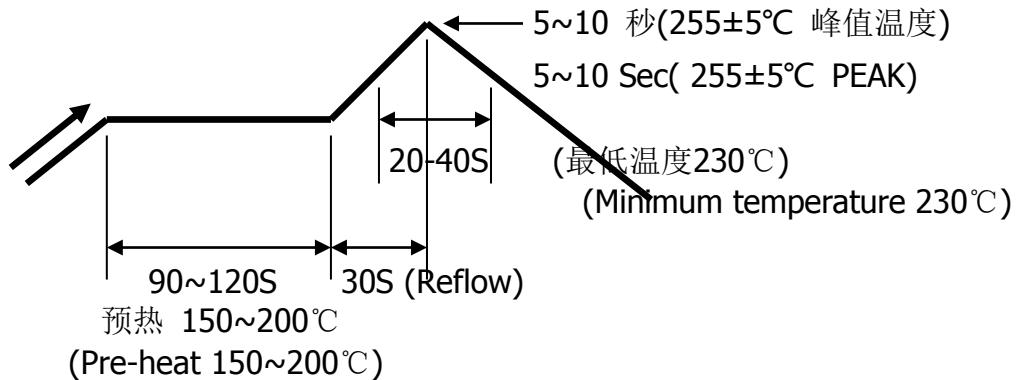 5~10 秒(255±5℃ 峰值温度)
5~10 Sec( 255±5℃ PEAK)
20-40S
(最低温度230℃)
(Minimum temperature 230℃)
90~120S
30S (Reflow)
预热 150~200℃
(Pre-heat 150~200℃)